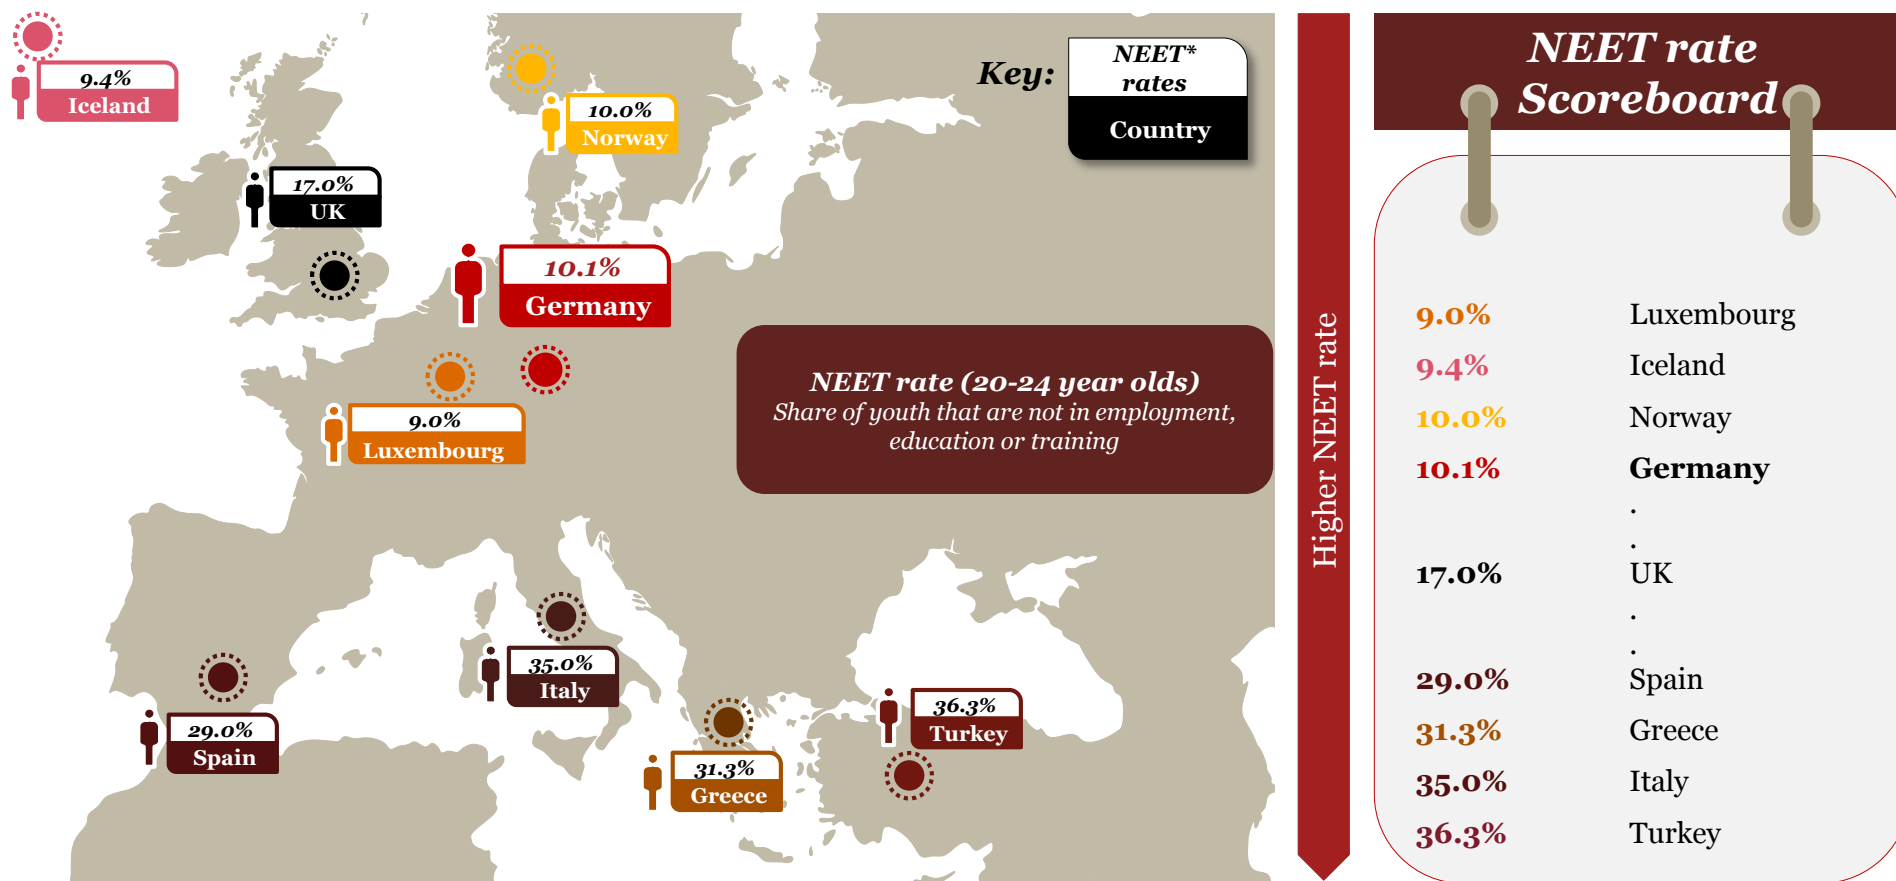 9.4%
Iceland
10.0%
Norway
Key:
NEET*
rates
Country
17.0%
UK
10.1%
Germany
NEET rate (20-24 year olds)
Share of youth that are not in employment,
education or training
9.0%
Luxembourg
35.0%
Italy
29.0%
Spain
36.3%
Turkey
31.3%
Greece
Higher NEET rate
NEET rate
Scoreboard
9.0% Luxembourg
9.4% Iceland
10.0% Norway
10.1% Germany
.
.
17.0% UK
.
.
29.0% Spain
31.3% Greece
35.0% Italy
36.3% Turkey